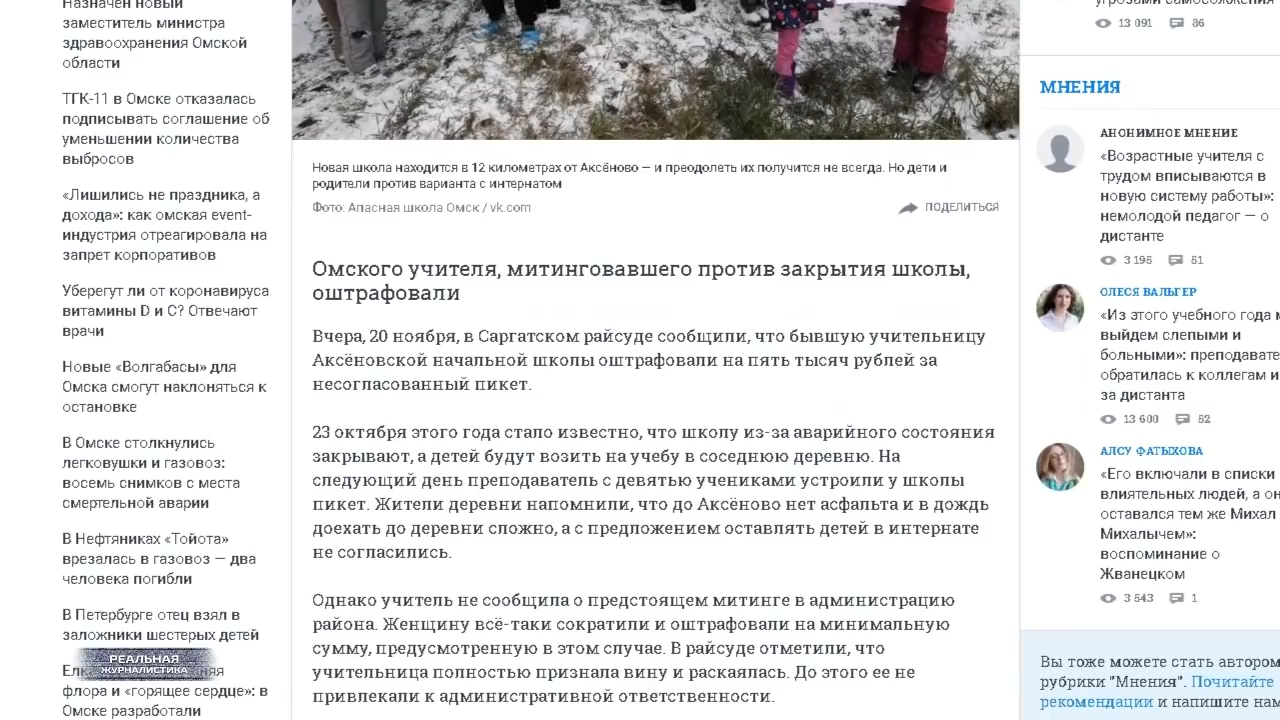 Назначен новый
заместитель министра
здравоохранения Омской
области
ТГК-11 в Омске отказалась
подписывать соглашение об
уменьшении количества
выбросов
«Лишились не праздника, а
дохода»: как омская event-
индустрия отреагировала на
запрет корпоративов
Уберегут ли от коронавируса
витамины D и C? Отвечают
врачи
Новые «Волгабасы» для
Омска смогут наклоняться к
остановке
В Омске столкнулись
легковушки и газовоз:
восемь снимков с места
смертельной аварии
В Нефтяниках «Тойота»
врезалась в газовоз — два
человека погибли
В Петербурге отец взял в
заложники шестерых детей
РЕАЛЬНАЯ
ЖУРНАЛИСТИКА
флора и «горящее сердце»: в
Омске разработали
Новая школа находится в 12 километрах от Аксёново — и преодолеть их получится не всегда. Но дети и
родители против варианта с интернатом
Фото: Апасная школа Омск / vk.com
ПОДЕЛИТЬСЯ
Омского учителя, митинговавшего против закрытия школы,
оштрафовали
Вчера, 20 ноября, в Саргатском райсуде сообщили, что бывшую учительницу
Аксёновской начальной школы оштрафовали на пять тысяч рублей за
несогласованный пикет.
23 октября этого года стало известно, что школу из-за аварийного состояния
закрывают, а детей будут возить на учебу в соседнюю деревню. На
следующий день преподаватель с девятью учениками устроили у школы
пикет. Жители деревни напомнили, что до Аксёново нет асфальта и в дождь
доехать до деревни сложно, а с предложением оставлять детей в интернате
не согласились.
Однако учитель не сообщила о предстоящем митинге в администрацию
района. Женщину всё-таки сократили и оштрафовали на минимальную
сумму, предусмотренную в этом случае. В райсуде отметили, что
учительница полностью признала вину и раскаялась. До этого ее не
привлекали к административной ответственности.
13 091 86
МНЕНИЯ
АНОНИМНОЕ МНЕНИЕ
«Возрастные учителя с
трудом вписываются в
новую систему работы»:
немолодой педагог — о
дистанте
3 195 51
ОЛЕСЯ ВАЛЬГЕР
«Из этого учебного года м
выйдем слепыми и
больными»: преподавате
обратилась к коллегам и
за дистанта
13 600 52
АЛСУ ФАТЫХОВА
«Его включали в списки
влиятельных людей, а он
оставался тем же Михал
Михалычем»:
воспоминание о
Жванецком
3 543 1
Вы тоже можете стать автором
рубрики "Мнения". Почитайте
рекомендации и напишите нам